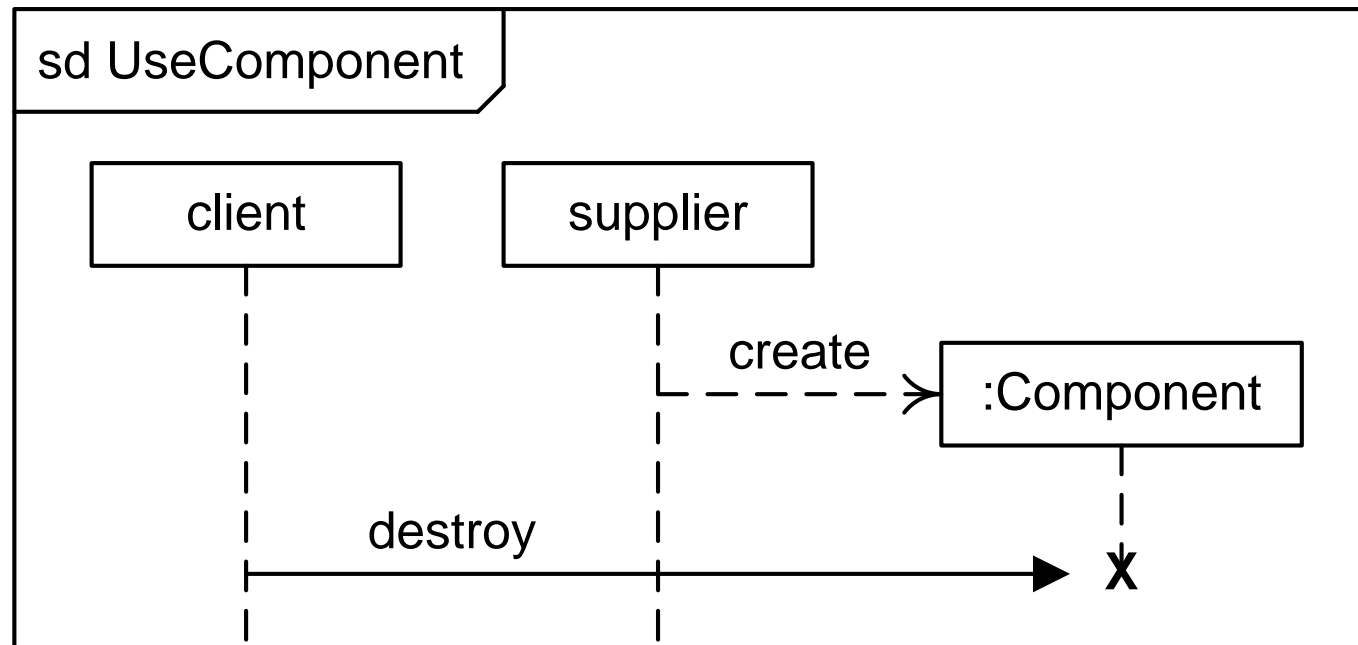 sd UseComponent
client
supplier
create
:Component
destroy
X